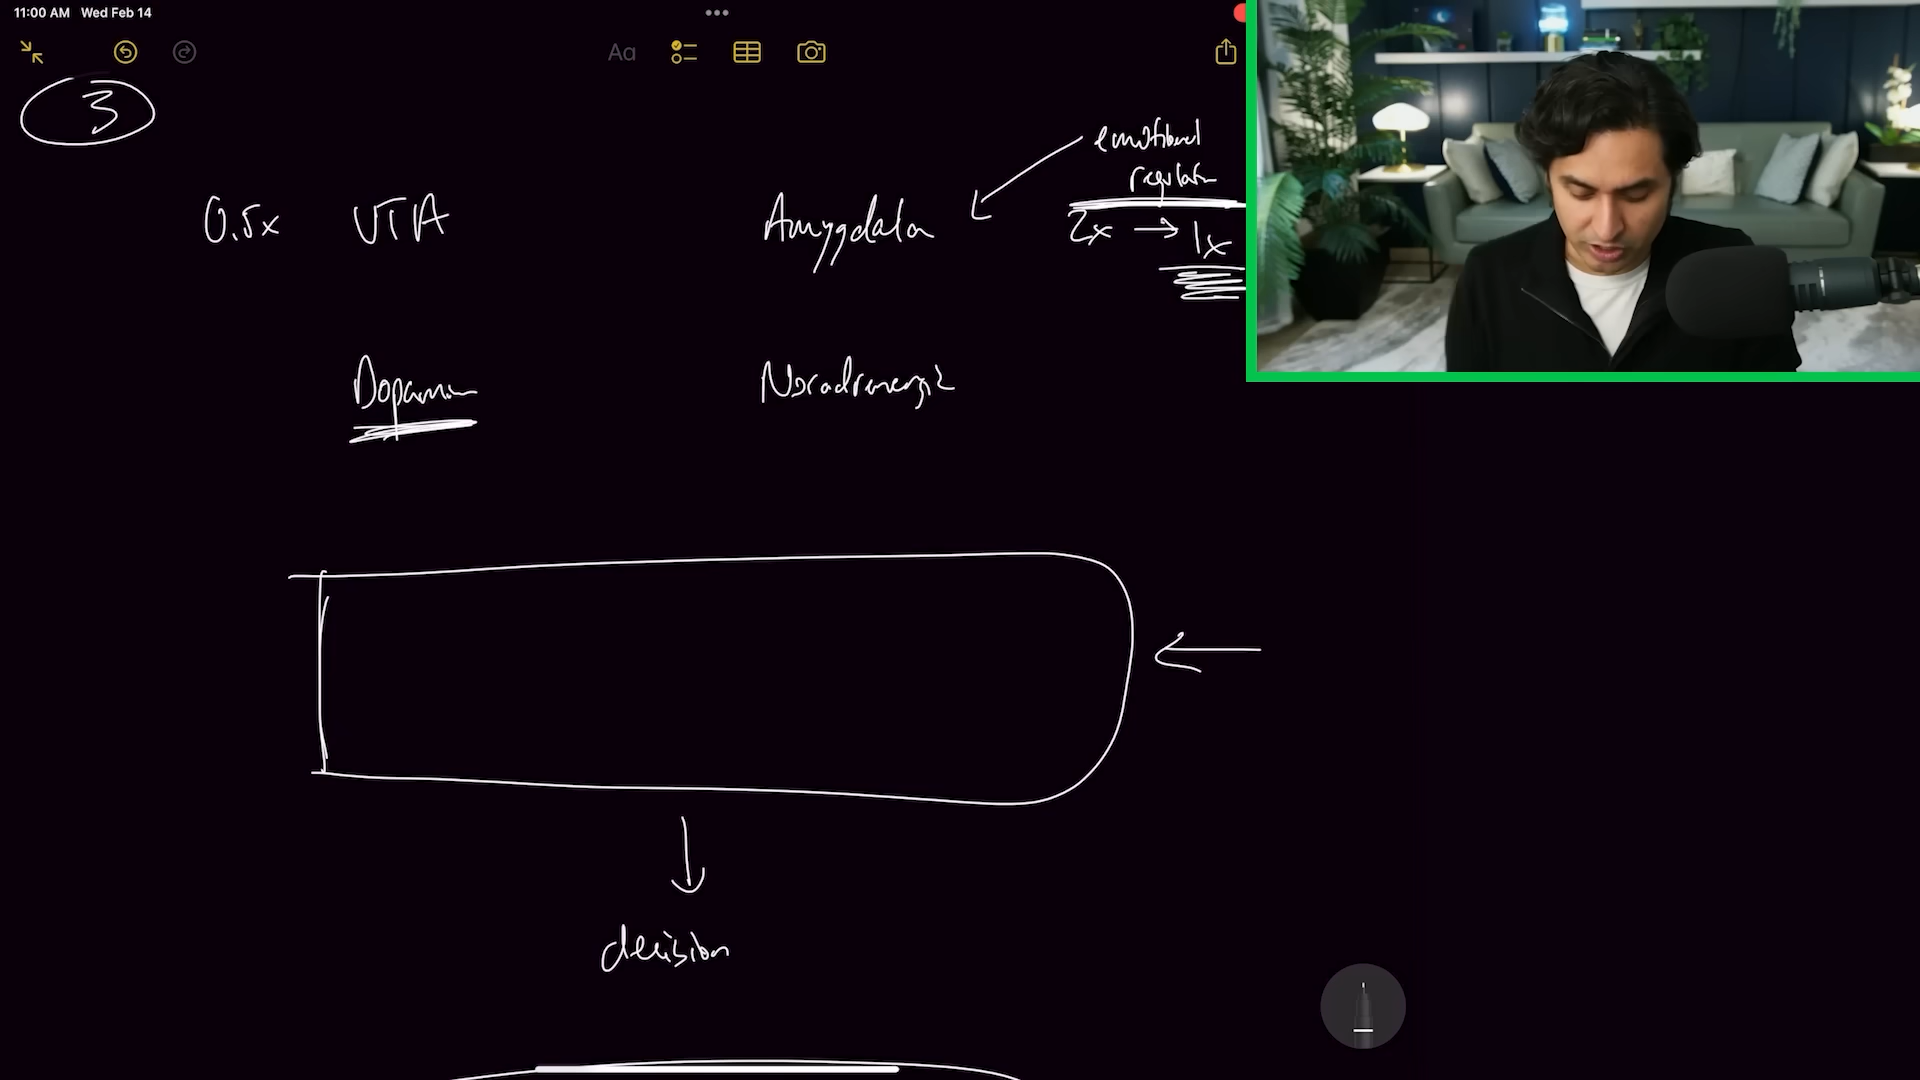 11:00 AM Wed Feb 14
Aa
3
emotional
regulation
0.5x VTA Amygdala 2x → 1x
Dopamine Noradrenergic
decision